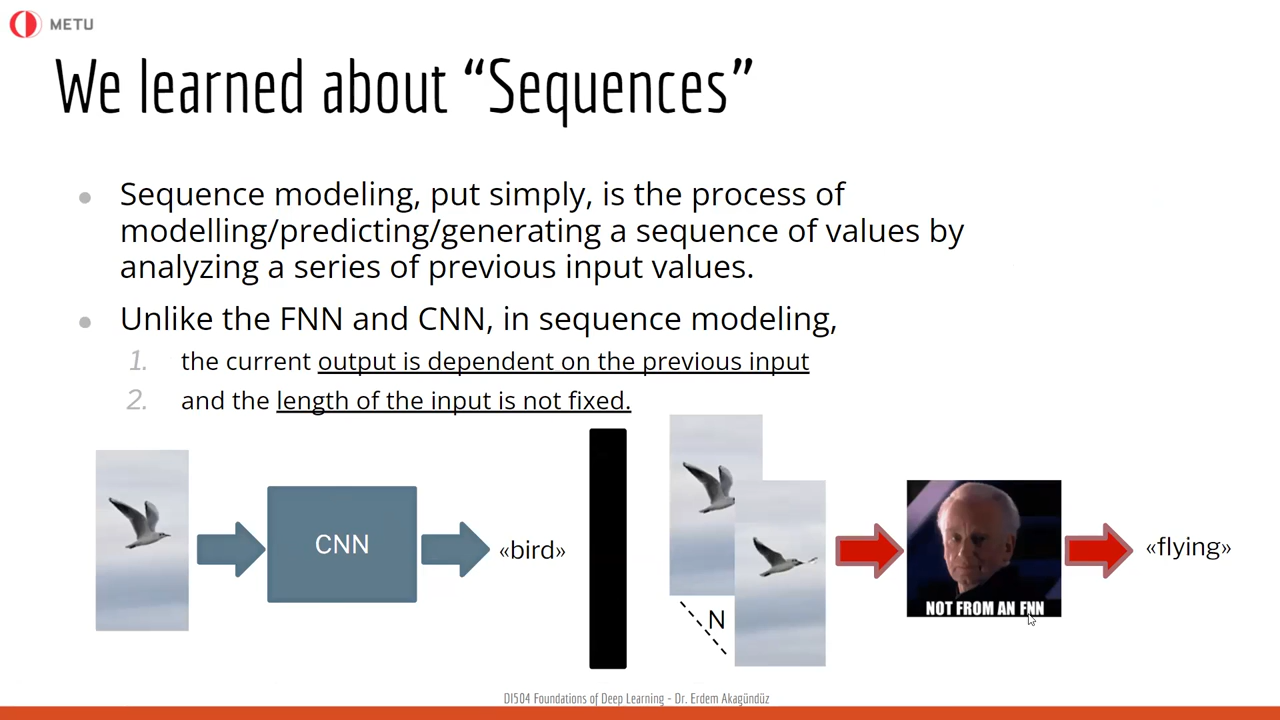 METU
We learned about “Sequences”
● Sequence modeling, put simply, is the process of
modelling/predicting/generating a sequence of values by
analyzing a series of previous input values.
● Unlike the FNN and CNN, in sequence modeling,
1. the current output is dependent on the previous input
2. and the length of the input is not fixed.
CNN
«bird»
N
NOT FROM AN FNN
«flying»
DI504 Foundations of Deep Learning - Dr. Erdem Akagündüz